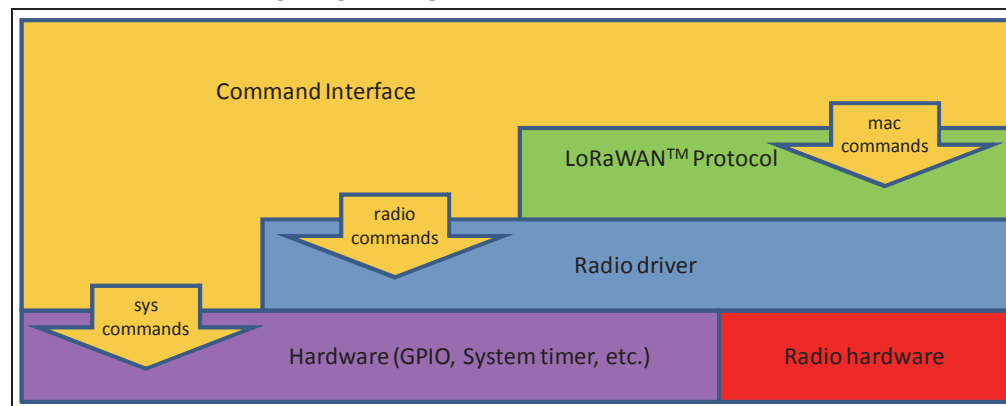 Command Interface
mac
commands
LoRaWAN™ Protocol
radio
commands
Radio driver
sys
commands
Hardware (GPIO, System timer, etc.)
Radio hardware